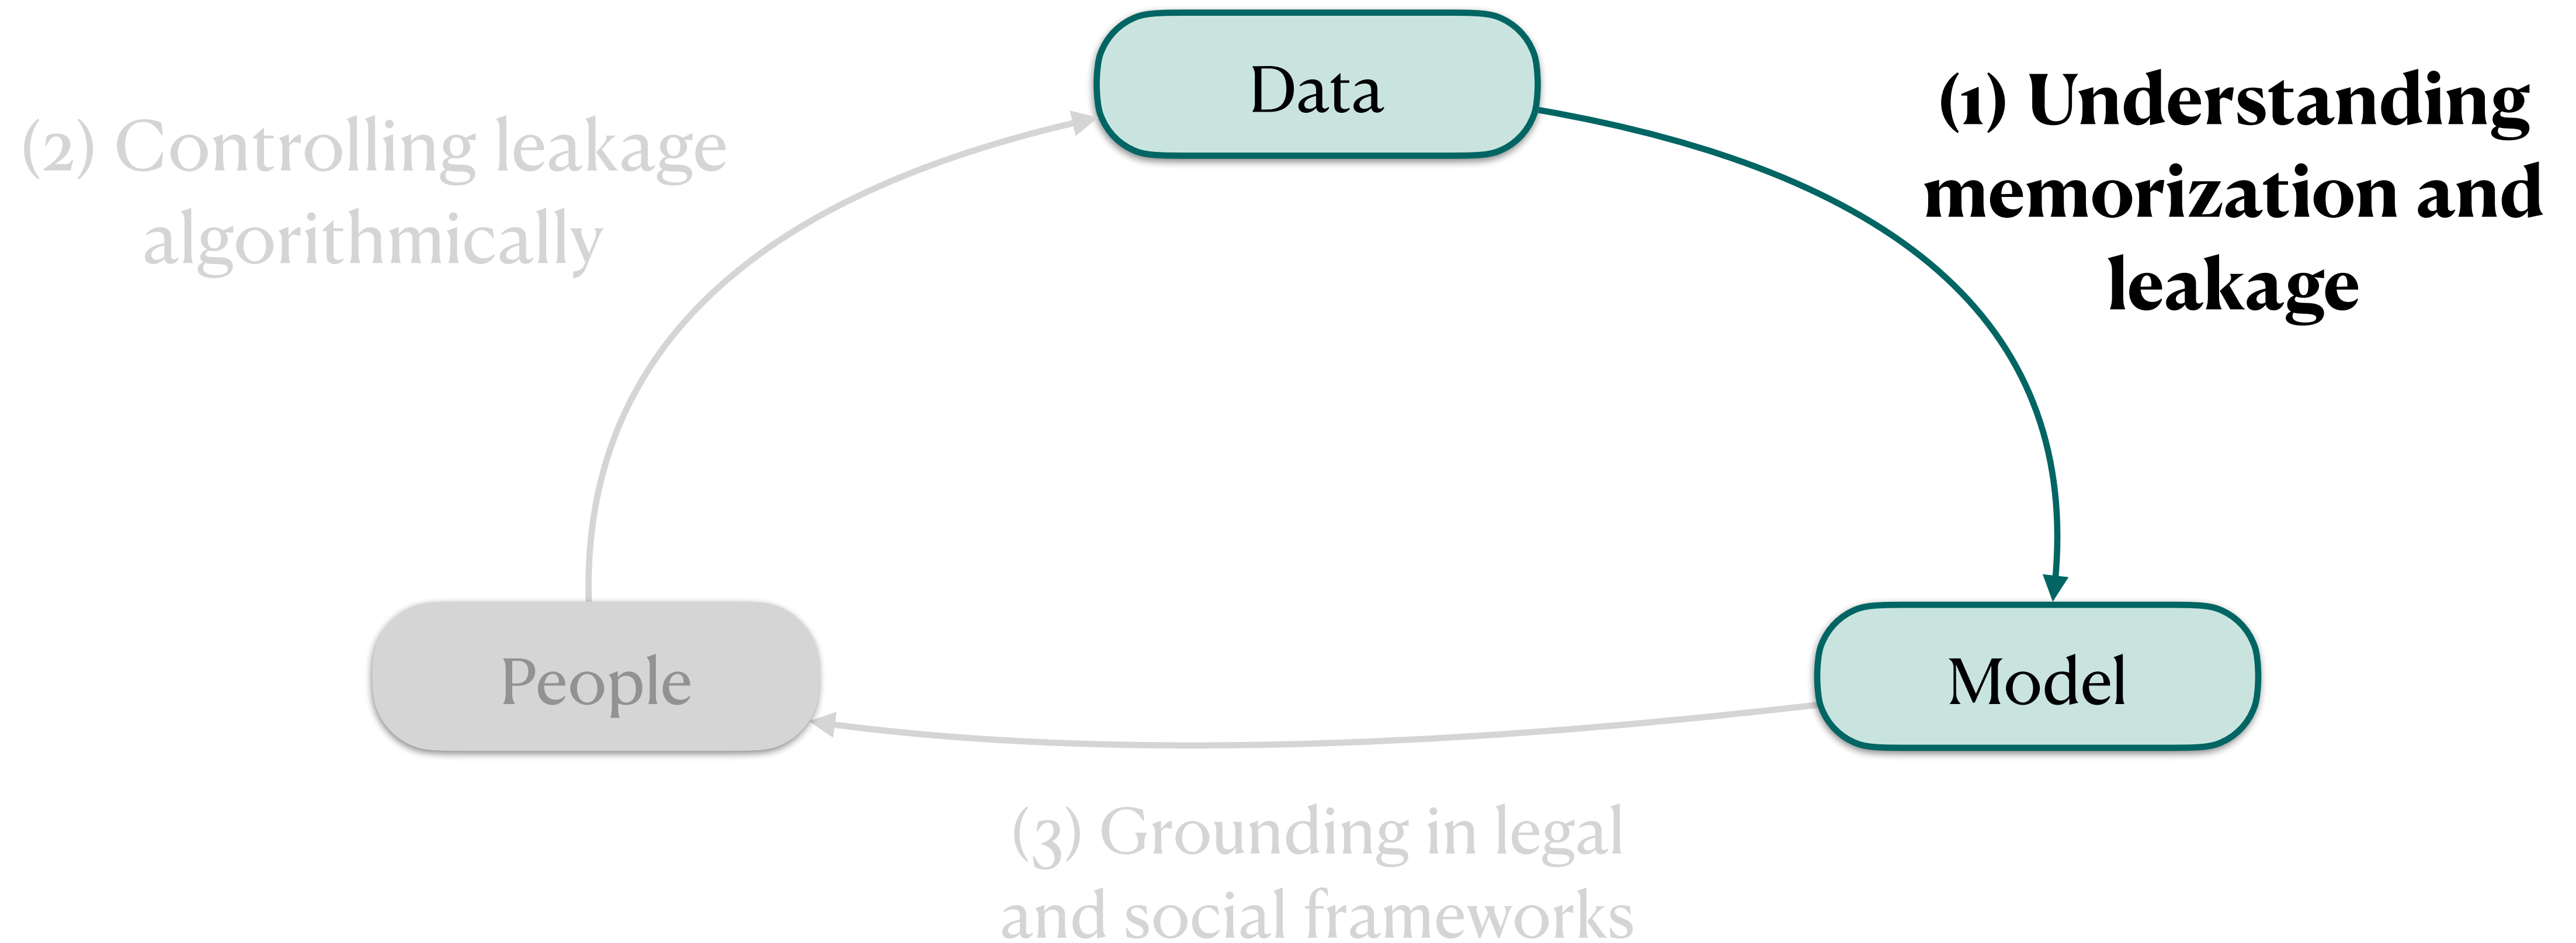 Data
(1) Understanding
memorization and
leakage
(2) Controlling leakage
algorithmically
People
Model
(3) Grounding in legal
and social frameworks